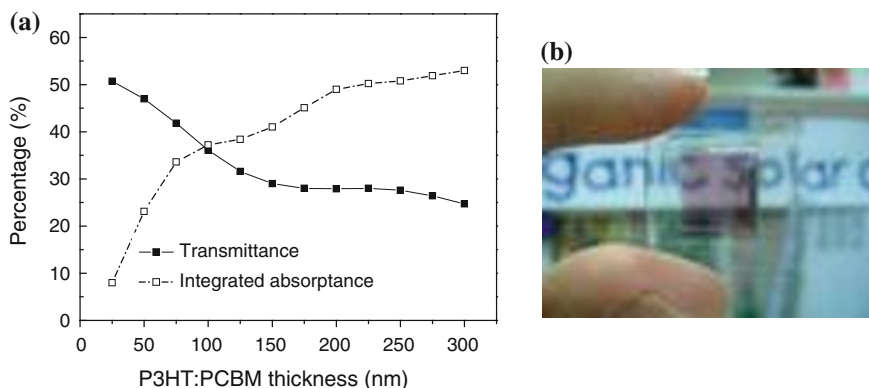 (a)
60
50
40
30
20
10
0
Percentage (%)
Transmittance
Integrated absorptance
0 50 100 150 200 250 300
P3HT:PCBM thickness (nm)
(b)
ganic solar